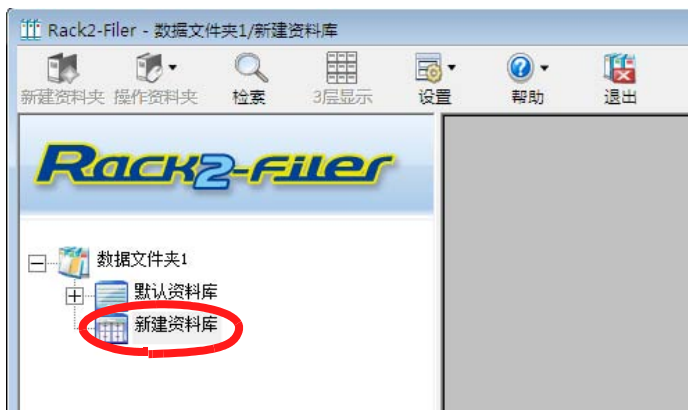 Rack2-Filer - 数据文件夹1/新建资料库
新建资料夹 操作资料夹 检索 3层显示 设置 帮助 退出
Rack2-Filer
数据文件夹1
默认资料库
新建资料库